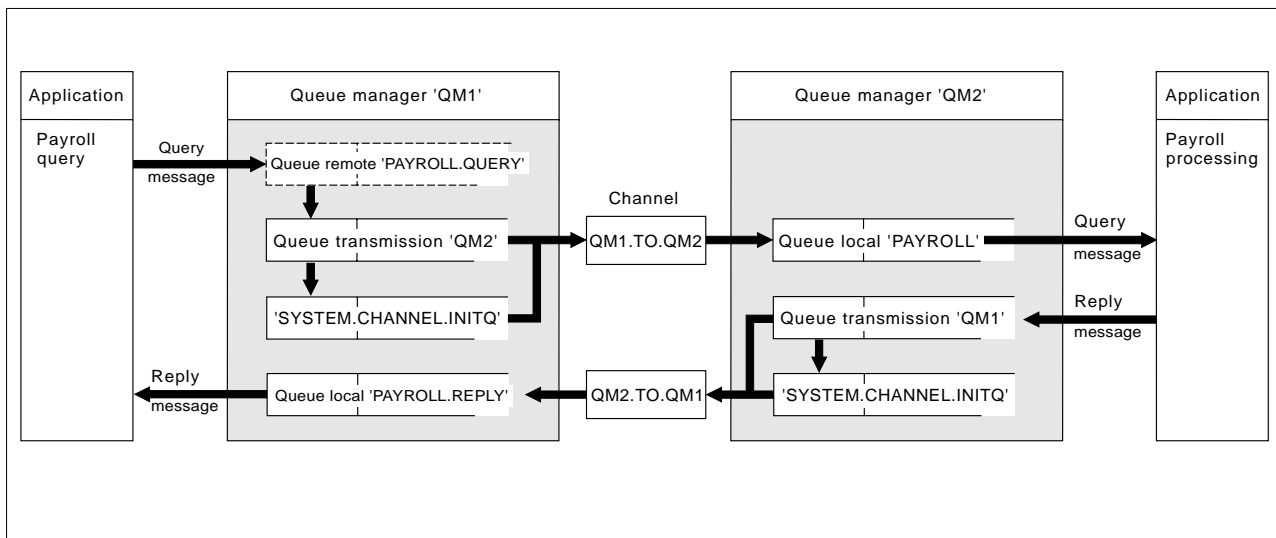 Application
Payroll
query
Query
message
Reply
message
Queue manager 'QM1'
Queue remote 'PAYROLL.QUERY'
Queue transmission 'QM2'
'SYSTEM.CHANNEL.INITQ'
Queue local 'PAYROLL.REPLY'
Channel
QM1.TO.QM2
QM2.TO.QM1
Queue manager 'QM2'
Queue local 'PAYROLL'
Queue transmission 'QM1'
'SYSTEM.CHANNEL.INITQ'
Query
message
Reply
message
Application
Payroll
processing